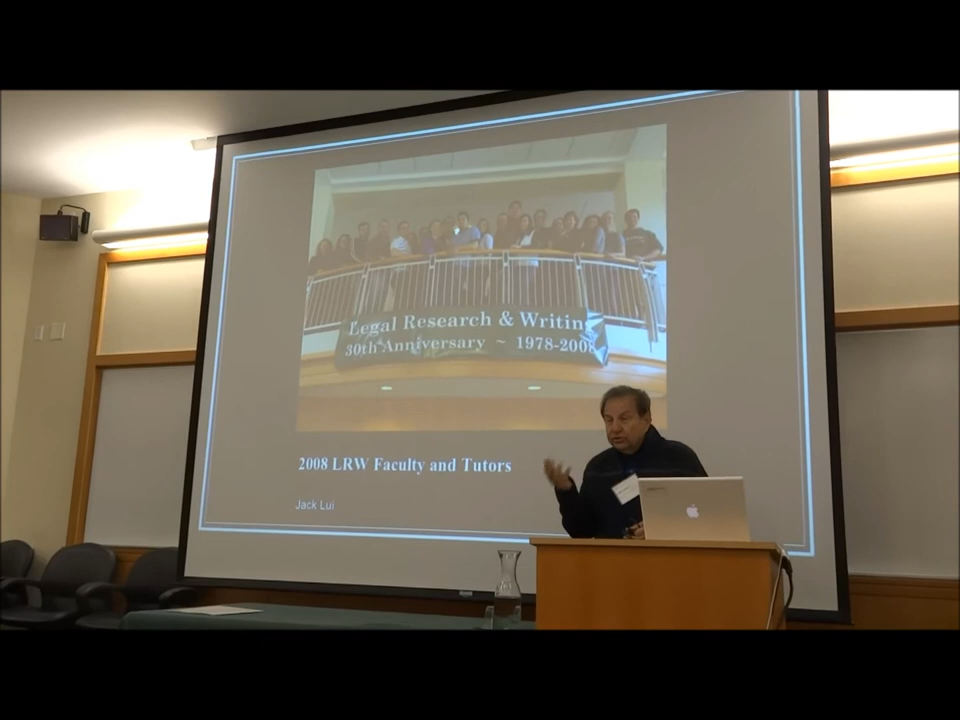 Legal Research & Writing
30th Anniversary ~ 1978-2008
2008 LRW Faculty and Tutors
Jack Lui